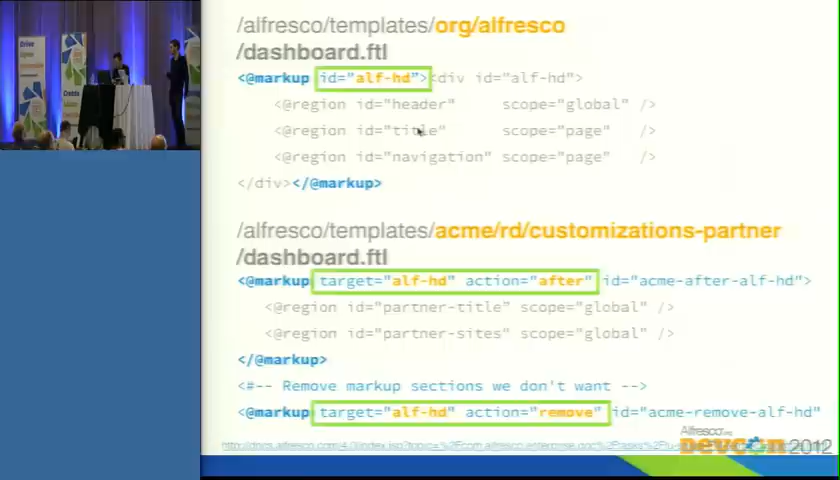 /alfresco/templates/org/alfresco
/dashboard.ftl
<@markup id="alf-hd"><div id="alf-hd">
<@region id="header" scope="global" />
<@region id="title" scope="page" />
<@region id="navigation" scope="page" />
</div></@markup>
/alfresco/templates/acme/rd/customizations-partner
/dashboard.ftl
<@markup target="alf-hd" action="after" id="acme-after-alf-hd">
<@region id="partner-title" scope="global" />
<@region id="partner-sites" scope="global" />
</@markup>
<#-- Remove markup sections we don't want -->
<@markup target="alf-hd" action="remove" id="acme-remove-alf-hd"
Alfresco
DEVCON 2012